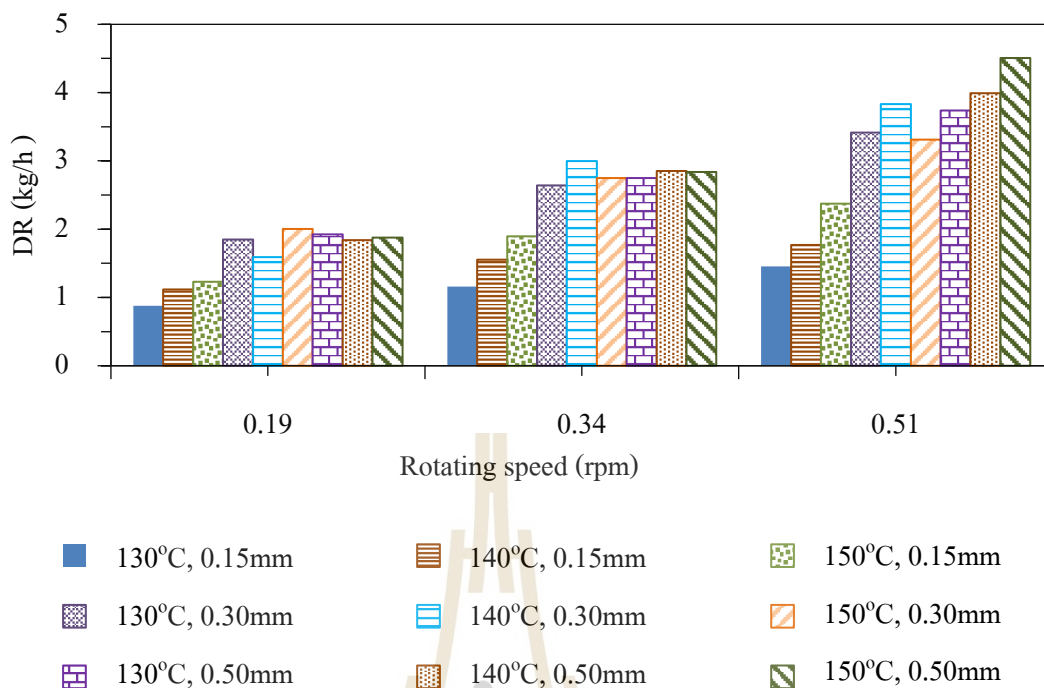 5
4
3
2
1
0
DR (kg/h )
0.19 0.34 0.51
Rotating speed (rpm)
130°C, 0.15mm 140°C, 0.15mm 150°C, 0.15mm
130°C, 0.30mm 140°C, 0.30mm 150°C, 0.30mm
130°C, 0.50mm 140°C, 0.50mm 150°C, 0.50mm